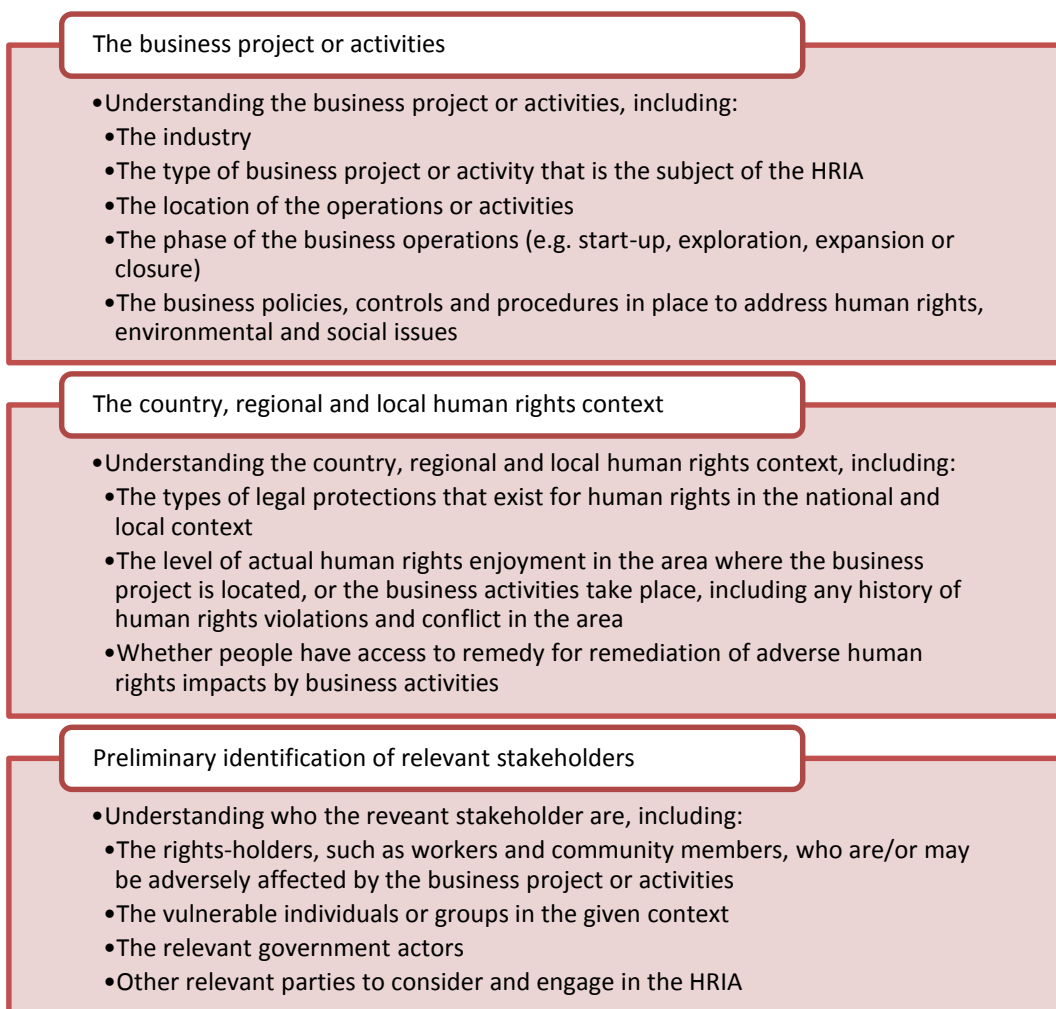 The business project or activities
•Understanding the business project or activities, including:
•The industry
•The type of business project or activity that is the subject of the HRIA
•The location of the operations or activities
•The phase of the business operations (e.g. start-up, exploration, expansion or
closure)
•The business policies, controls and procedures in place to address human rights,
environmental and social issues
The country, regional and local human rights context
•Understanding the country, regional and local human rights context, including:
•The types of legal protections that exist for human rights in the national and
local context
•The level of actual human rights enjoyment in the area where the business
project is located, or the business activities take place, including any history of
human rights violations and conflict in the area
•Whether people have access to remedy for remediation of adverse human
rights impacts by business activities
Preliminary identification of relevant stakeholders
•Understanding who the reveant stakeholder are, including:
•The rights-holders, such as workers and community members, who are/or may
be adversely affected by the business project or activities
•The vulnerable individuals or groups in the given context
•The relevant government actors
•Other relevant parties to consider and engage in the HRIA